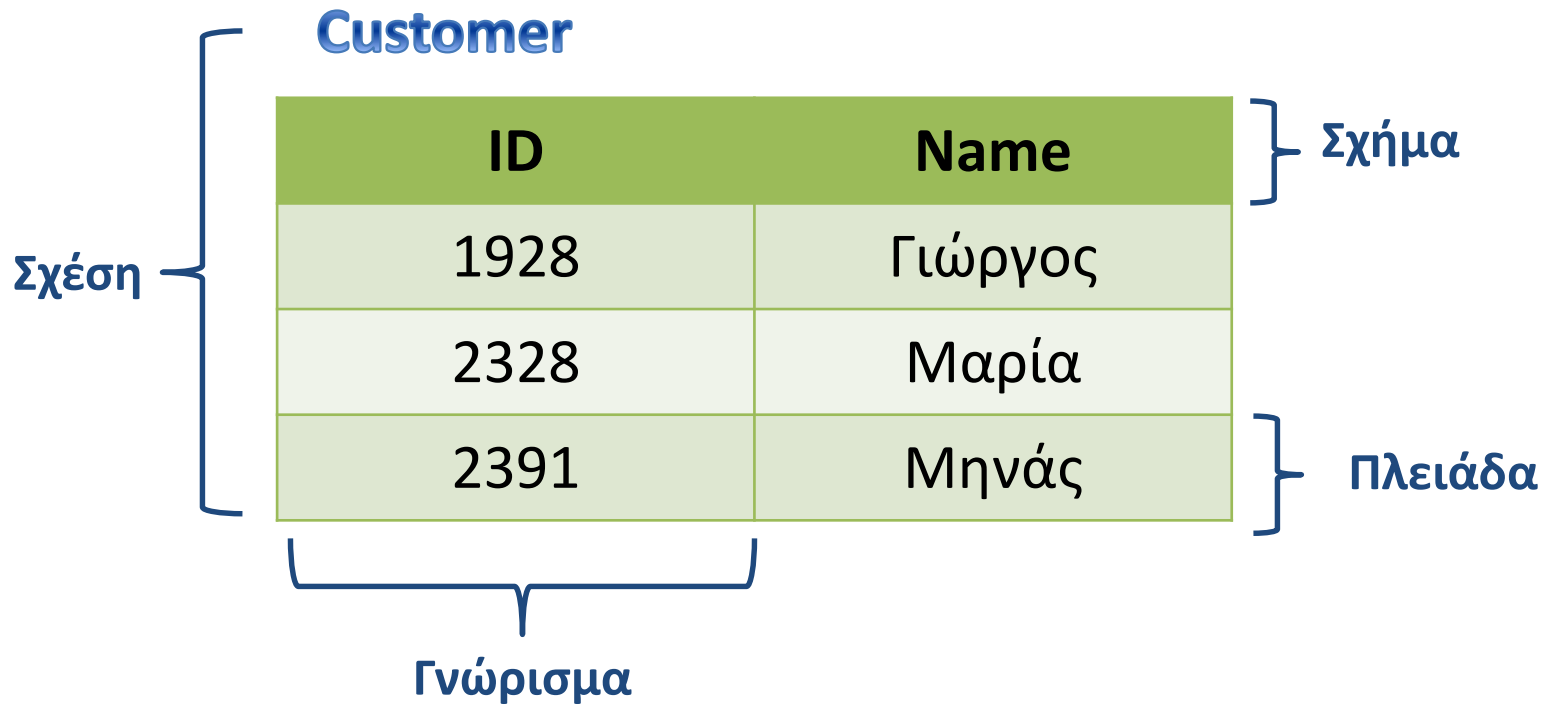 Customer
ID Name
Σχήμα
1928 Γιώργος
Σχέση
2328 Μαρία
2391 Μηνάς
Πλειάδα
Γνώρισμα